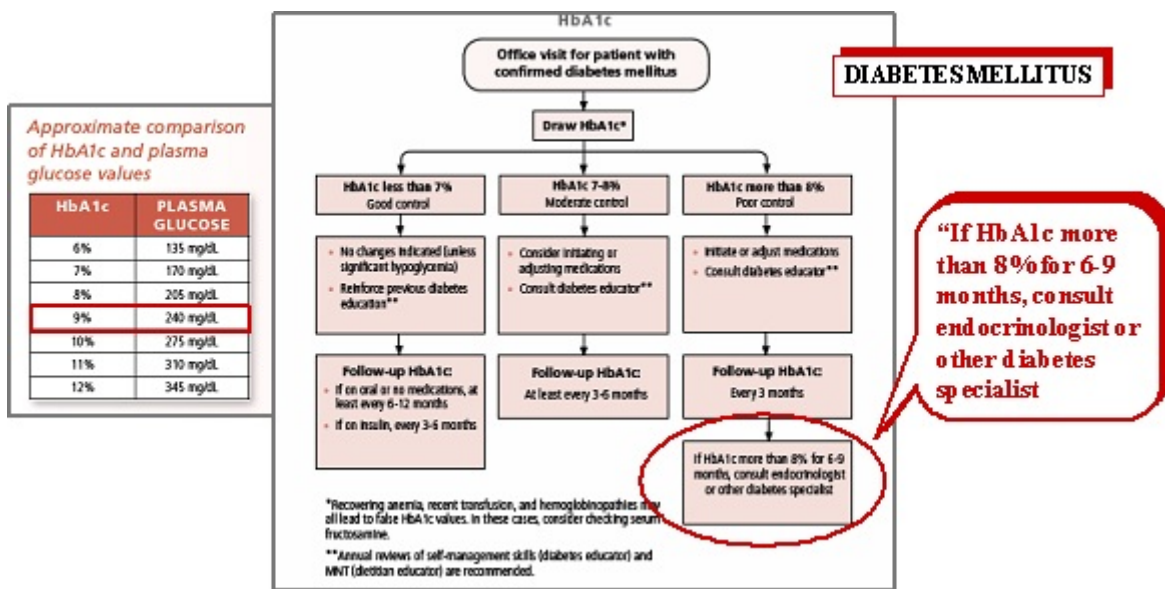 HbA1c
Office visit for patient with
confirmed diabetes mellitus
DIABETES MELLITUS
Draw HbA1c*
Approximate comparison
of HbA1c and plasma
glucose values
HbA1c PLASMA GLUCOSE
6% 135 mg/dL
7% 170 mg/dL
8% 205 mg/dL
9% 240 mg/dL
10% 275 mg/dL
11% 310 mg/dL
12% 345 mg/dL
HbA1c less than 7%
Good control
• No changes indicated (unless
significant hypoglycemia)
• Reinforce previous diabetes
education**
Follow-up HbA1c:
• If on oral or no medications, at
least every 6-12 months
• If on insulin, every 3-6 months
HbA1c 7-8%
Moderate control
• Consider initiating or
adjusting medications
• Consult diabetes educator**
Follow-up HbA1c:
At least every 3-6 months
HbA1c more than 8%
Poor control
• Initiate or adjust medications
• Consult diabetes educator**
Follow-up HbA1c:
Every 3 months
If HbA1c more than 8% for 6-9
months, consult endocrinologist
or other diabetes specialist
"If HbA1c more
than 8% for 6-9
months, consult
endocrinologist or
other diabetes
specialist
*Recovering anemia, recent transfusion, and hemoglobinopathies may
all lead to false HbA1c values. In these cases, consider checking serum
fructosamine.
**Annual reviews of self-management skills (diabetes educator) and
MNT (dietitian educator) are recommended.